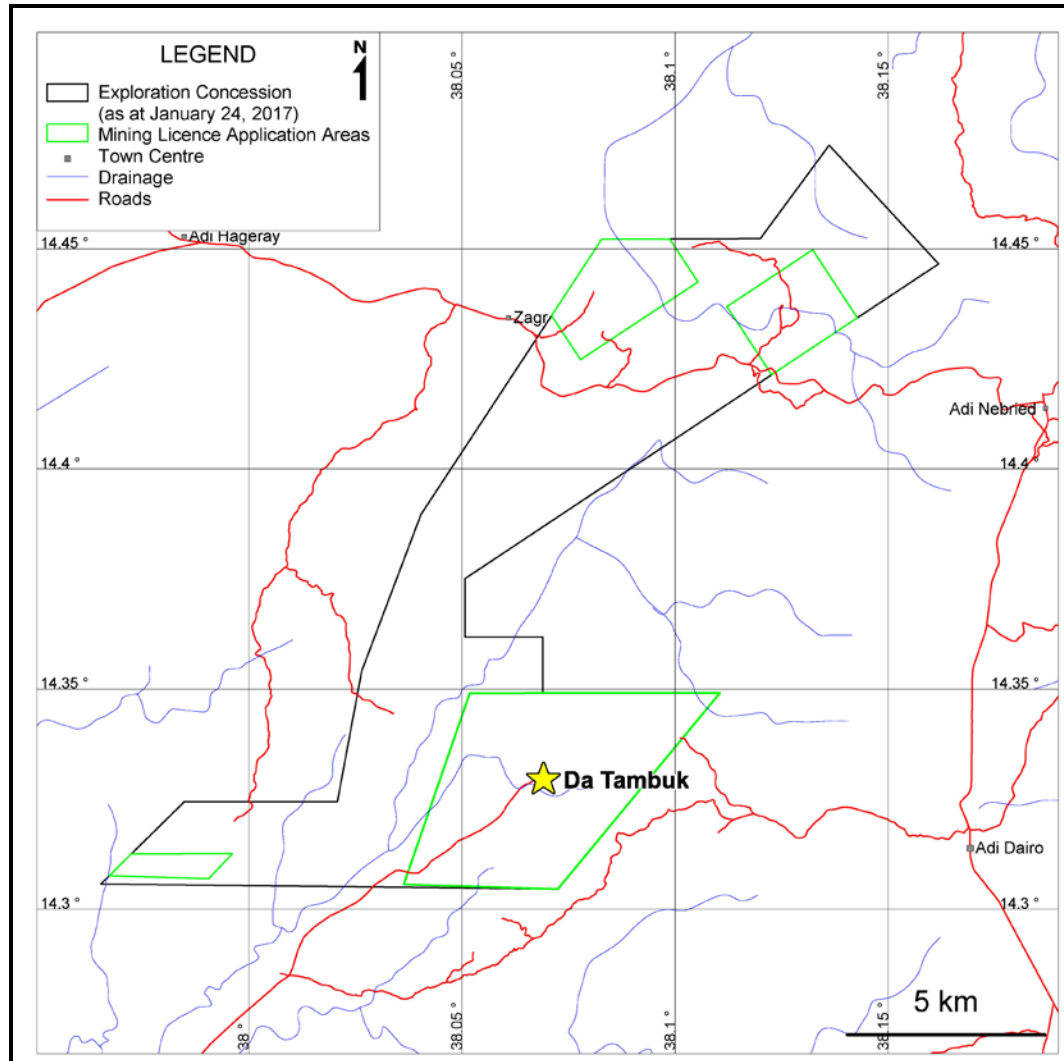 LEGEND
N
Exploration Concession
(as at January 24, 2017)
Mining Licence Application Areas
Town Centre
Drainage
Roads
38.05 °
38.1 °
38.15 °
Adi Hageray
14.45 °
14.45 °
Zagr
Adi Nebried
14.4 °
14.4 °
14.35 °
14.35 °
Da Tambuk
Adi Dairo
14.3 °
14.3 °
5 km
38 °
38.05 °
38.1 °
38.15 °